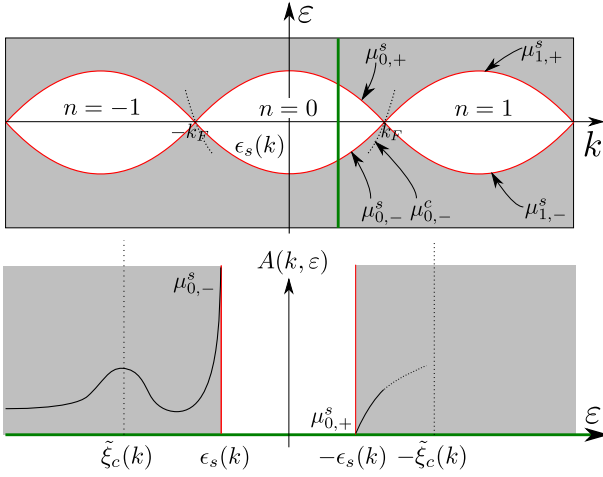 ε
μ^s_{0,+}
μ^s_{1,+}
n = −1
n = 0
n = 1
−k_F
k_F
ϵ_s(k)
k
μ^s_{0,−}
μ^c_{0,−}
μ^s_{1,−}
A(k, ε)
μ^s_{0,−}
μ^s_{0,+}
ε
ξ̃_c(k)
ϵ_s(k)
−ϵ_s(k)
−ξ̃_c(k)